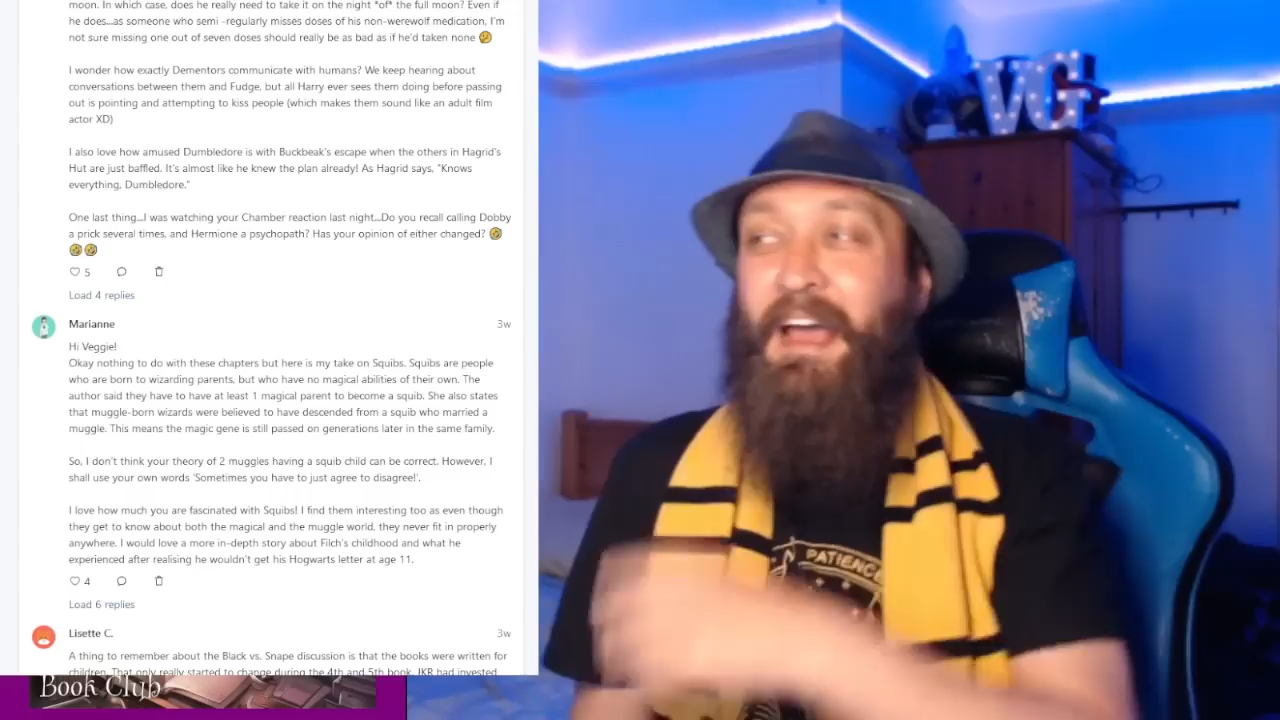 moon. In which case, does he really need to take it on the night *of* the full moon? Even if
he does...as someone who semi -regularly misses doses of his non-werewolf medication, I'm
not sure missing one out of seven doses should really be as bad as if he'd taken none 🤣
I wonder how exactly Dementors communicate with humans? We keep hearing about
conversations between them and Fudge, but all Harry ever sees them doing before passing
out is pointing and attempting to kiss people (which makes them sound like an adult film
actor XD)
I also love how amused Dumbledore is with Buckbeak's escape when the others in Hagrid's
Hut are just baffled. It's almost like he knew the plan already! As Hagrid says, "Knows
everything, Dumbledore."
One last thing...I was watching your Chamber reaction last night...Do you recall calling Dobby
a prick several times, and Hermione a psychopath? Has your opinion of either changed? 🤣
🤣🤣
5
Load 4 replies
Marianne 3w
Hi Veggie!
Okay nothing to do with these chapters but here is my take on Squibs. Squibs are people
who are born to wizarding parents, but who have no magical abilities of their own. The
author said they have to have at least 1 magical parent to become a squib. She also states
that muggle-born wizards were believed to have descended from a squib who married a
muggle. This means the magic gene is still passed on generations later in the same family.
So, I don't think your theory of 2 muggles having a squib child can be correct. However, I
shall use your own words 'Sometimes you have to just agree to disagree!'.
I love how much you are fascinated with Squibs! I find them interesting too as even though
they get to know about both the magical and the muggle world, they never fit in properly
anywhere. I would love a more in-depth story about Filch's childhood and what he
experienced after realising he wouldn't get his Hogwarts letter at age 11.
4
Load 6 replies
Lisette C. 3w
A thing to remember about the Black vs. Snape discussion is that the books were written for
children. That only really started to change during the 4th and 5th book. JKR had invested
Book Club
VG
PATIENCE